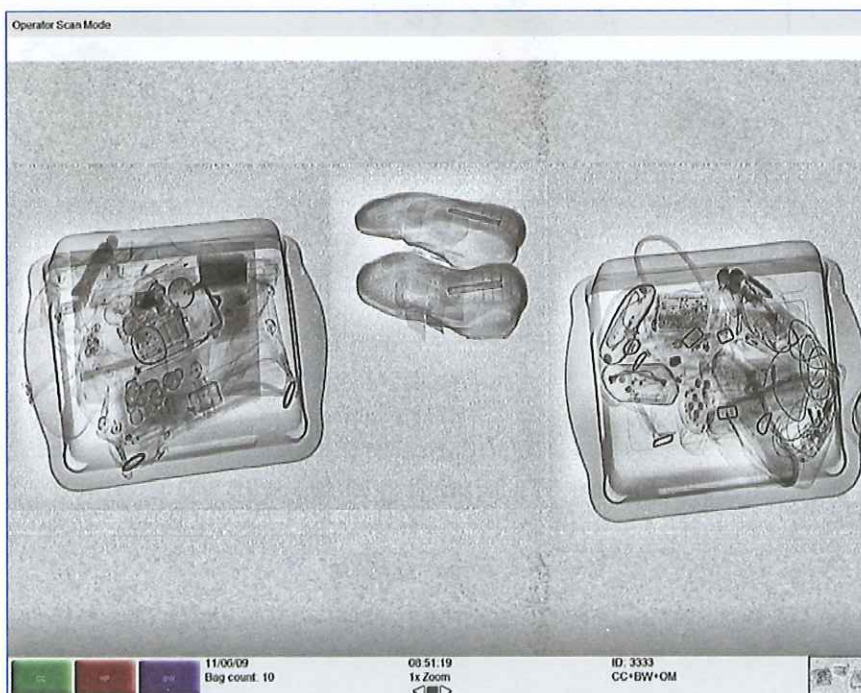 Operator Scan Mode
11/06/09
Bag count: 10
08:51:19
1x Zoom
ID: 3333
CC+BW+OM